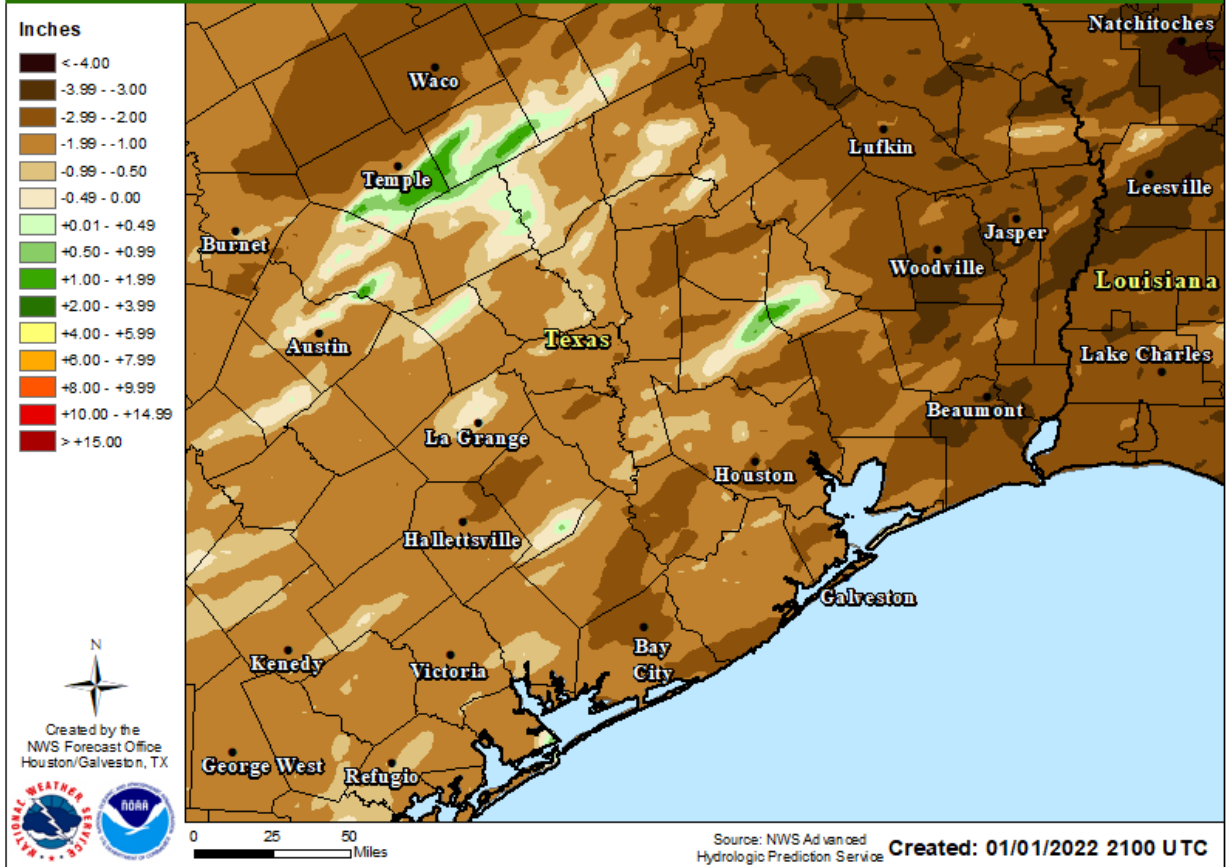 Inches
< -4.00
-3.99 - -3.00
-2.99 - -2.00
-1.99 - -1.00
-0.99 - -0.50
-0.49 - 0.00
+0.01 - +0.49
+0.50 - +0.99
+1.00 - +1.99
+2.00 - +3.99
+4.00 - +5.99
+6.00 - +7.99
+8.00 - +9.99
+10.00 - +14.99
> +15.00
Natchitoches
Waco
Lufkin
Temple
Leesville
Burnet
Jasper
Woodville
Louisiana
Austin
Texas
Lake Charles
La Grange
Beaumont
Houston
Hallettsville
Galveston
Bay
City
Kenedy
Victoria
George West
Refugio
N
Created by the
NWS Forecast Office
Houston/Galveston, TX
NATIONAL WEATHER SERVICE
NOAA
0 25 50
Miles
Source: NWS Advanced
Hydrologic Prediction Service
Created: 01/01/2022 2100 UTC